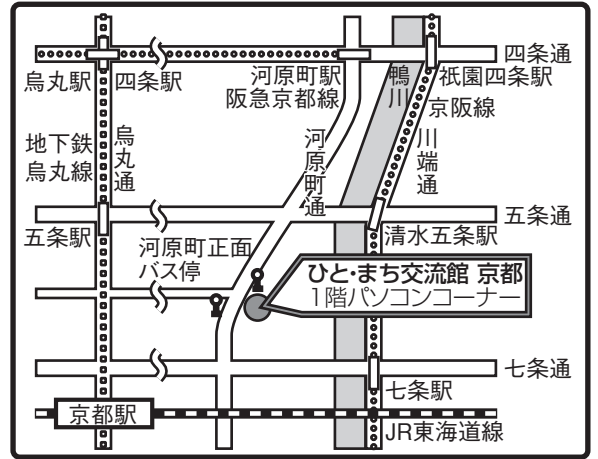 四条通
烏丸駅
四条駅
河原町駅
阪急京都線
鴨川
祇園四条駅
京阪線
川端通
地下鉄
烏丸線
烏丸通
河原町通
五条通
五条駅
清水五条駅
河原町正面
バス停
ひと・まち交流館 京都
1階パソコンコーナー
七条通
七条駅
京都駅
JR東海道線